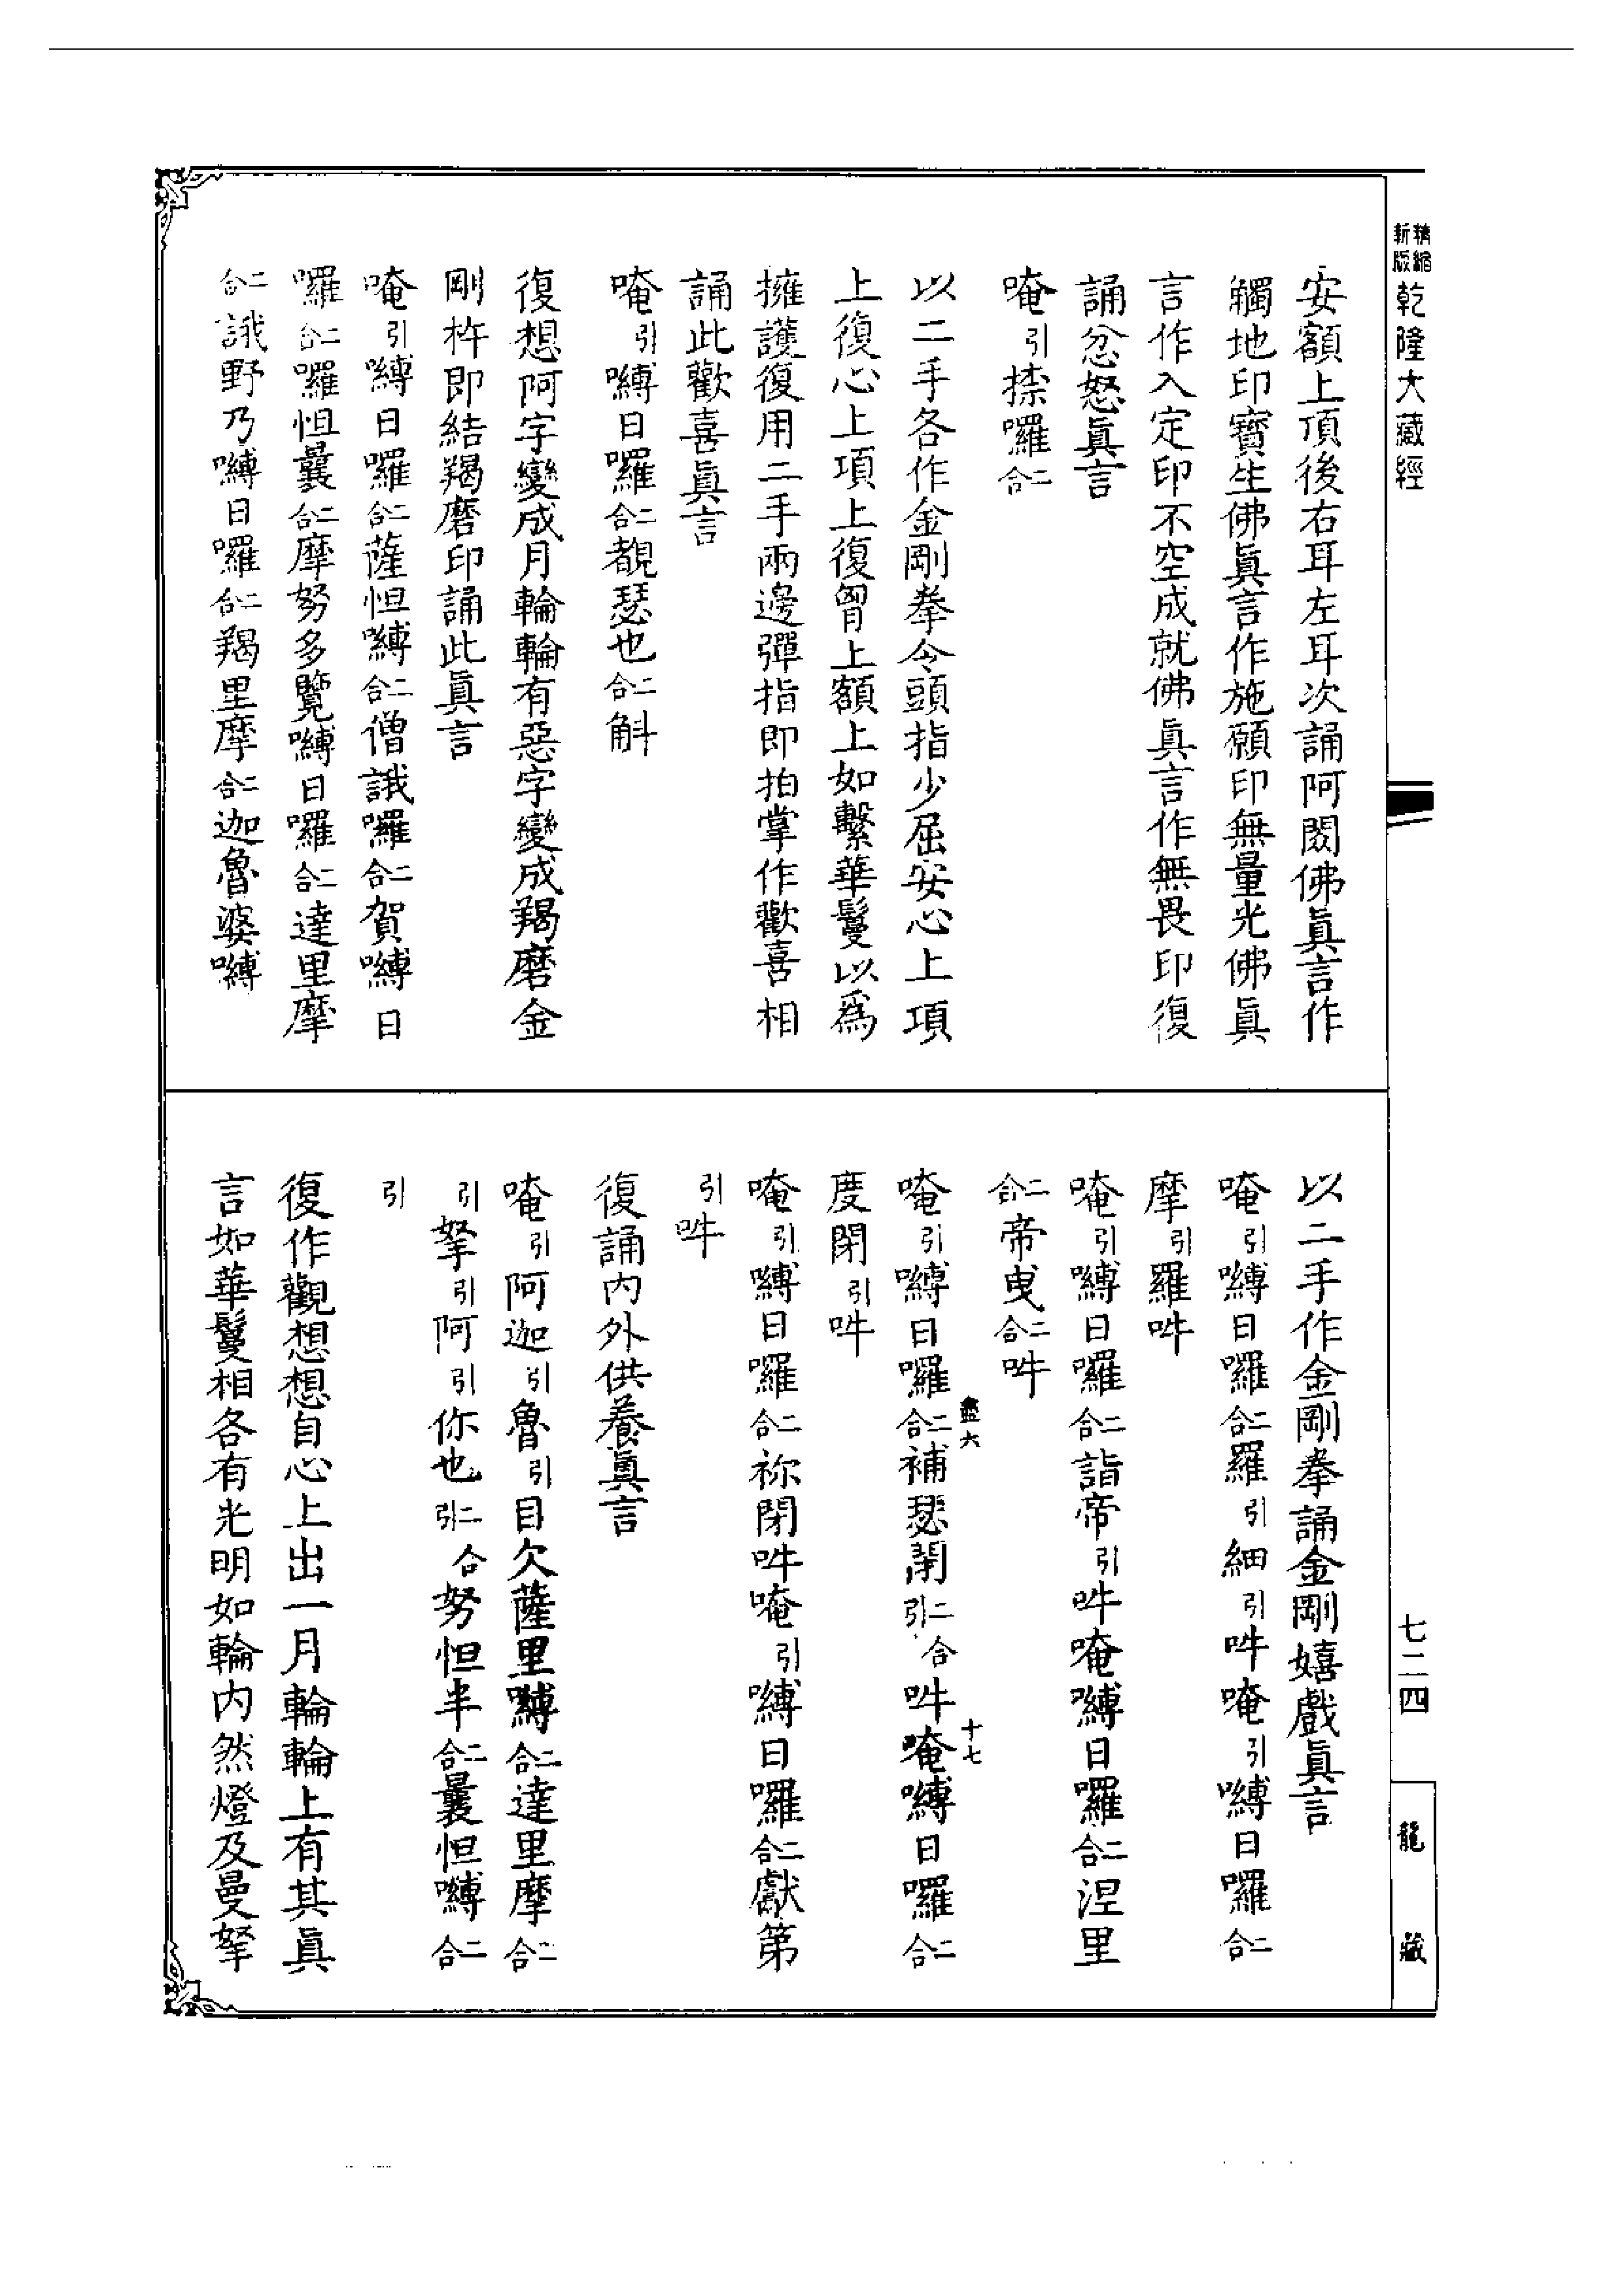 精縮新版乾隆大藏經
安額上頂後右耳左耳次誦阿閦佛眞言作
觸地印寶生佛眞言作施願印無量光佛眞
言作入定印不空成就佛眞言作無畏印復
誦忿怒眞言
唵引捺囉二合
以二手各作金剛拳令頭指少屈安心上項
上復心上項上復胷上額上如繫華鬘以爲
擁護復用二手兩邊彈指即拍掌作歡喜相
誦此歡喜眞言
唵引嚩日囉二合覩瑟也二合斛
復想阿字變成月輪輪有惡字變成羯磨金
剛杵即結羯磨印誦此眞言
唵引嚩日囉二合薩怛嚩二合僧誐囉二合賀嚩日
囉二合囉怛曩二合摩努多覽嚩日囉二合達里摩
二合誐野乃嚩日囉二合羯里摩二合迦魯婆嚩
以二手作金剛拳誦金剛嬉戲眞言
唵引嚩日囉二合羅引細引吽唵引嚩日囉二合
摩引羅吽
唵引嚩日囉二合詣帝引吽唵嚩日囉二合涅里
二合帝曳二合吽
唵引嚩日囉二合補瑟閉二合引吽唵嚩日囉二合
度閉引吽
唵引嚩日囉二合祢閉吽唵引嚩日囉二合獻第
引吽
復誦内外供養眞言
唵引阿迦引魯引目欠薩里嚩二合達里摩二合
引拏引阿引你也二合引努怛半二合曩怛嚩二合
引
復作觀想想自心上出一月輪輪上有其眞
言如華鬘相各有光明如輪内然燈及曼拏
盡六
十七
七二四
龍藏